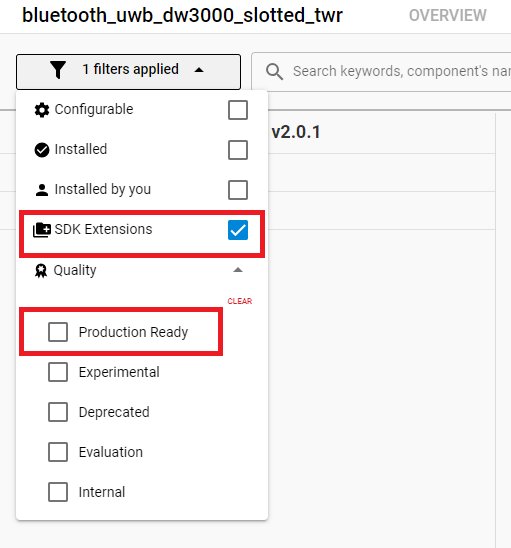 bluetooth_uwb_dw3000_slotted_twr OVERVIEW
1 filters applied
Search keywords, component's nar
Configurable
v2.0.1
Installed
Installed by you
SDK Extensions
Quality
CLEAR
Production Ready
Experimental
Deprecated
Evaluation
Internal